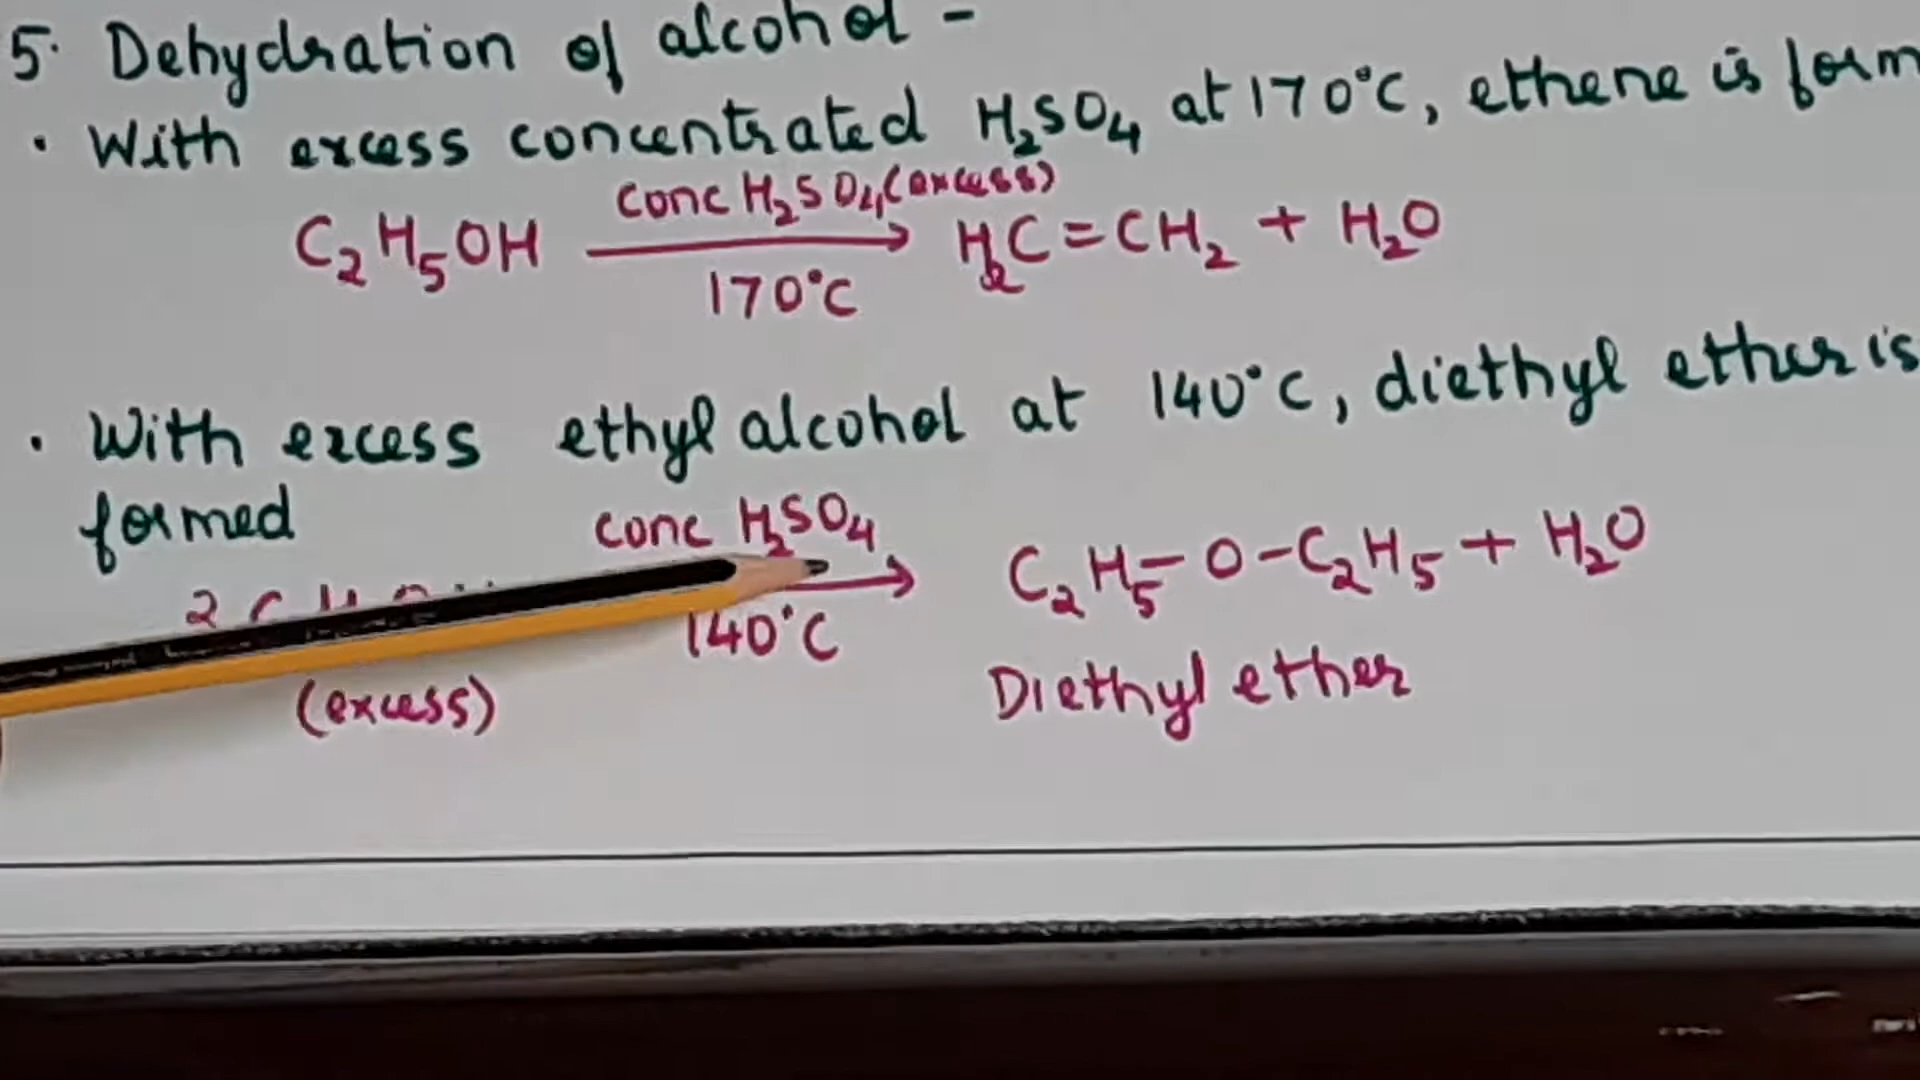 5. Dehydration of alcohol -
• With excess concentrated H₂SO₄ at 170°C, ethene is form
conc H₂SO₄ (excess)
C₂H₅OH → H₂C=CH₂ + H₂O
170°C
• With excess ethyl alcohol at 140°C, diethyl ether is
formed
conc H₂SO₄
2 → C₂H₅-O-C₂H₅ + H₂O
140°C
(excess) Diethyl ether